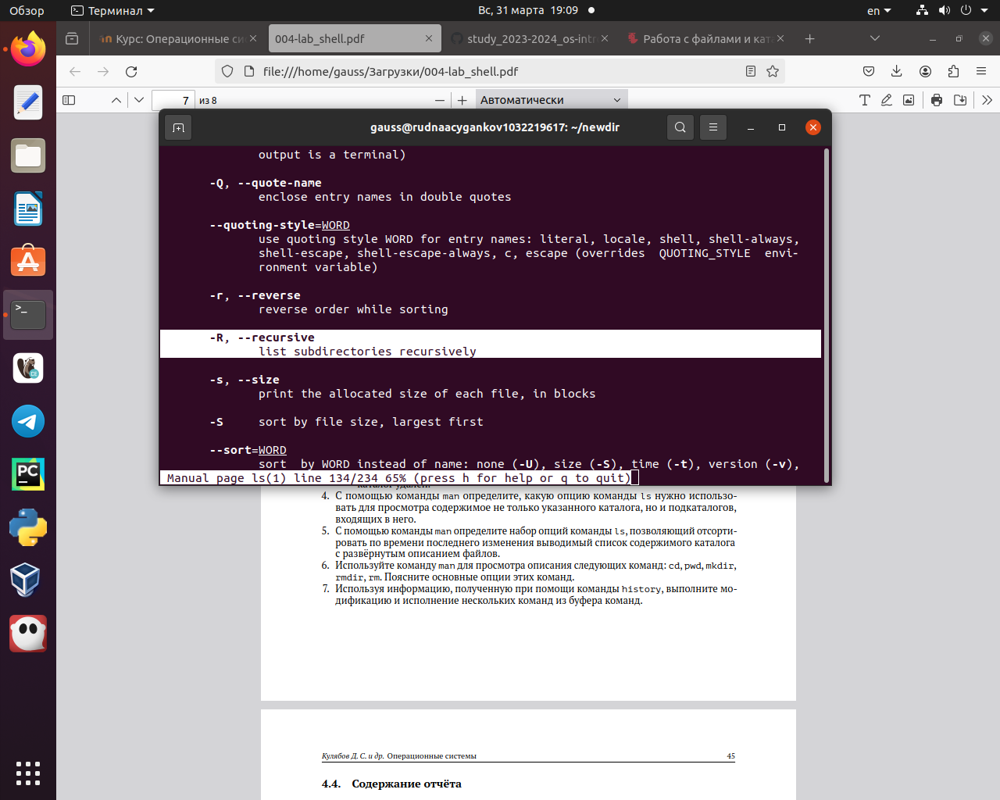 Обзор
Терминал
Вс, 31 марта 19:09
en
Курс: Операционные си
004-lab_shell.pdf
study_2023-2024_os-intr
Работа с файлами и ката
file:///home/gauss/Загрузки/004-lab_shell.pdf
7 из 8
Автоматически
gauss@rudnaacygankov1032219617: ~/newdir
output is a terminal)
-Q, --quote-name
enclose entry names in double quotes
--quoting-style=WORD
use quoting style WORD for entry names: literal, locale, shell, shell-always,
shell-escape, shell-escape-always, c, escape (overrides QUOTING_STYLE envi-
ronment variable)
-r, --reverse
reverse order while sorting
-R, --recursive
list subdirectories recursively
-s, --size
print the allocated size of each file, in blocks
-S sort by file size, largest first
--sort=WORD
sort by WORD instead of name: none (-U), size (-S), time (-t), version (-v),
Manual page ls(1) line 134/234 65% (press h for help or q to quit)
каталог удалён.
4. С помощью команды man определите, какую опцию команды ls нужно использо-
вать для просмотра содержимое не только указанного каталога, но и подкаталогов,
входящих в него.
5. С помощью команды man определите набор опций команды ls, позволяющий отсорти-
ровать по времени последнего изменения выводимый список содержимого каталога
с развёрнутым описанием файлов.
6. Используйте команду man для просмотра описания следующих команд: cd, pwd, mkdir,
rmdir, rm. Поясните основные опции этих команд.
7. Используя информацию, полученную при помощи команды history, выполните мо-
дификацию и исполнение нескольких команд из буфера команд.
Кулябов Д. С. и др. Операционные системы 45
4.4. Содержание отчёта